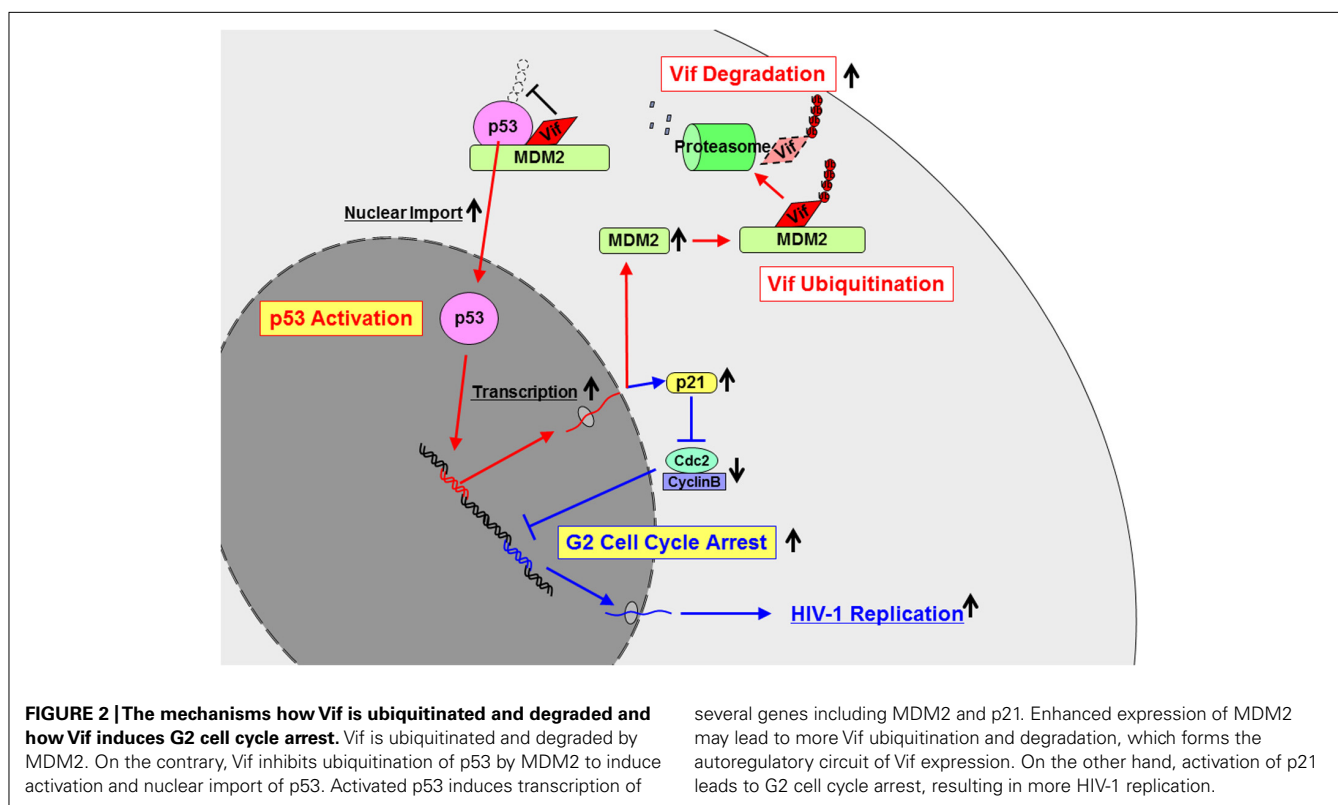 Vif Degradation
p53
Vif
MDM2
Proteasome
Vif
Vif
MDM2
MDM2
Nuclear Import
Vif Ubiquitination
p53 Activation
p53
Transcription
p21
Cdc2
CyclinB
G2 Cell Cycle Arrest
HIV-1 Replication
FIGURE 2 | The mechanisms how Vif is ubiquitinated and degraded and
how Vif induces G2 cell cycle arrest. Vif is ubiquitinated and degraded by
MDM2. On the contrary, Vif inhibits ubiquitination of p53 by MDM2 to induce
activation and nuclear import of p53. Activated p53 induces transcription of
several genes including MDM2 and p21. Enhanced expression of MDM2
may lead to more Vif ubiquitination and degradation, which forms the
autoregulatory circuit of Vif expression. On the other hand, activation of p21
leads to G2 cell cycle arrest, resulting in more HIV-1 replication.